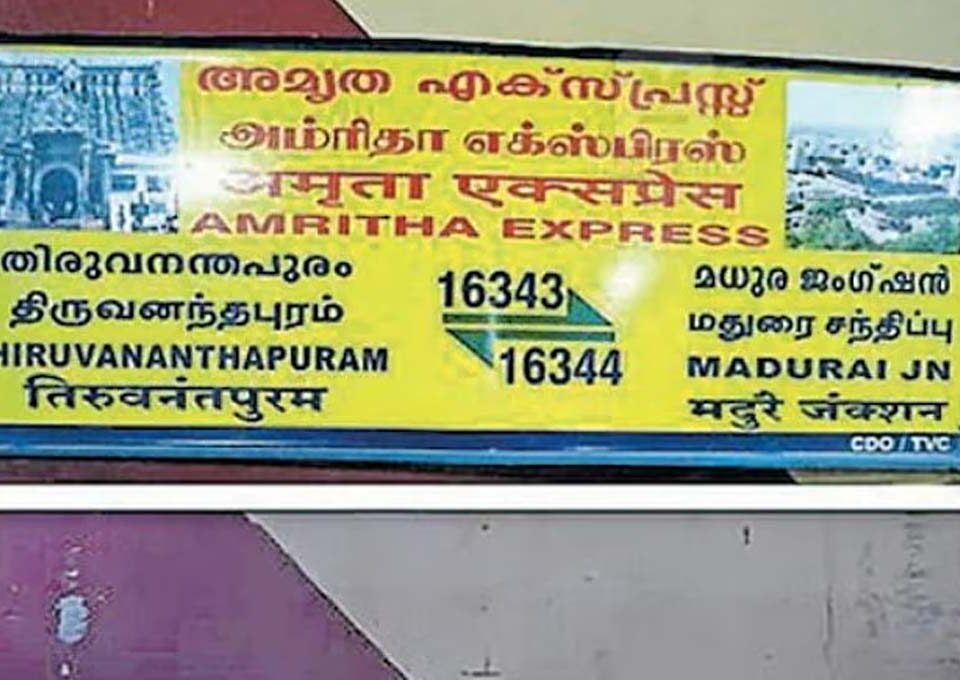 അമൃത എക്സ്പ്രസ്സ്
அம்ரிதா எக்ஸ்பிரஸ்
अमृता एक्सप्रेस
AMRITHA EXPRESS
തിരുവനന്തപുരം
திருவனந்தபுரம்
HIRUVANANTHAPURAM
तिरुवनंतपुरम
16343
16344
മധുര ജംഗ്ഷൻ
மதுரை சந்திப்பு
MADURAI JN
मदुरै जंक्शन
CDO / TVC